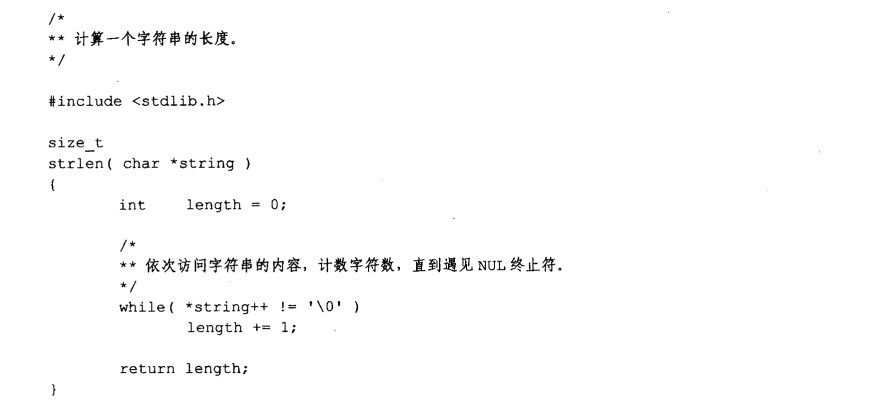 /*
** 计算一个字符串的长度。
*/
#include <stdlib.h>
size_t
strlen( char *string )
{
int length = 0;
/*
** 依次访问字符串的内容，计数字符数，直到遇见 NUL 终止符。
*/
while( *string++ != '\0' )
length += 1;
return length;
}